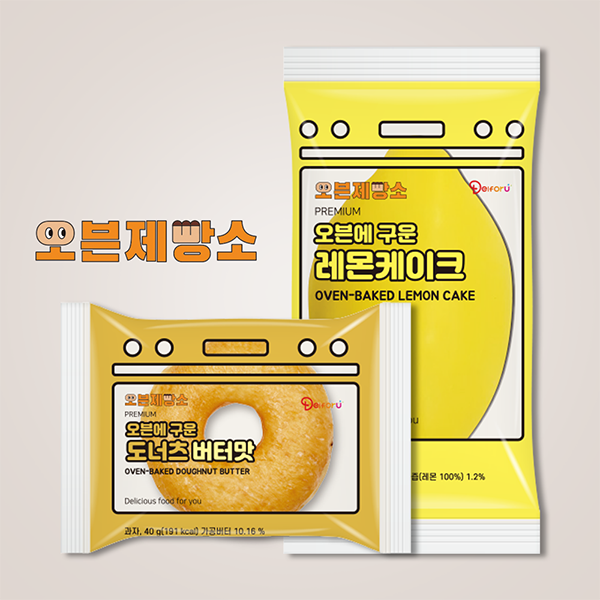 오븐제빵소
오븐제빵소
Delforu
PREMIUM
오븐에 구운
레몬케이크
OVEN-BAKED LEMON CAKE
즙(레몬 100%) 1.2%
오븐제빵소
Delforu
PREMIUM
오븐에 구운
도너츠 버터맛
OVEN-BAKED DOUGHNUT BUTTER
Delicious food for you
과자, 40 g(191 kcal) 가공버터 10.16 %